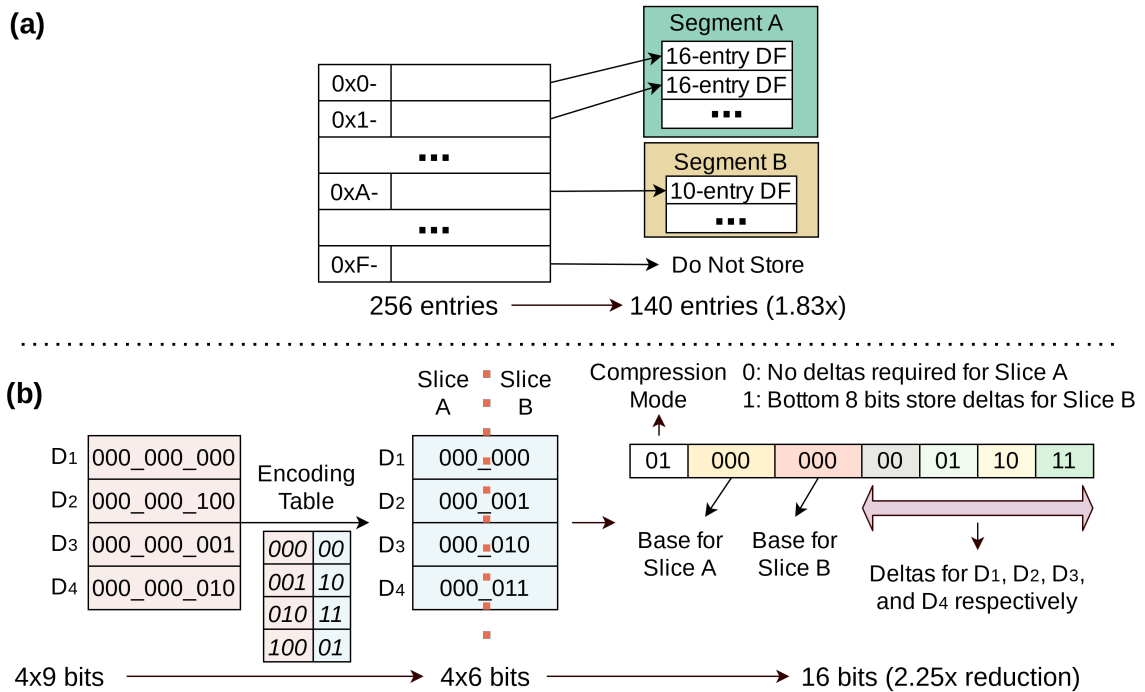 (a)
Segment A
16-entry DF
16-entry DF
...
0x0-
0x1-
...
0xA-
...
0xF-
Segment B
10-entry DF
...
Do Not Store
256 entries
140 entries (1.83x)
(b)
D1 000_000_000
D2 000_000_100
D3 000_000_001
D4 000_000_010
Encoding
Table
000 00
001 10
010 11
100 01
Slice
A
Slice
B
D1 000_000
D2 000_001
D3 000_010
D4 000_011
Compression
Mode
0: No deltas required for Slice A
1: Bottom 8 bits store deltas for Slice B
01 000 000 00 01 10 11
Base for
Slice A
Base for
Slice B
Deltas for D1, D2, D3,
and D4 respectively
4x9 bits
4x6 bits
16 bits (2.25x reduction)